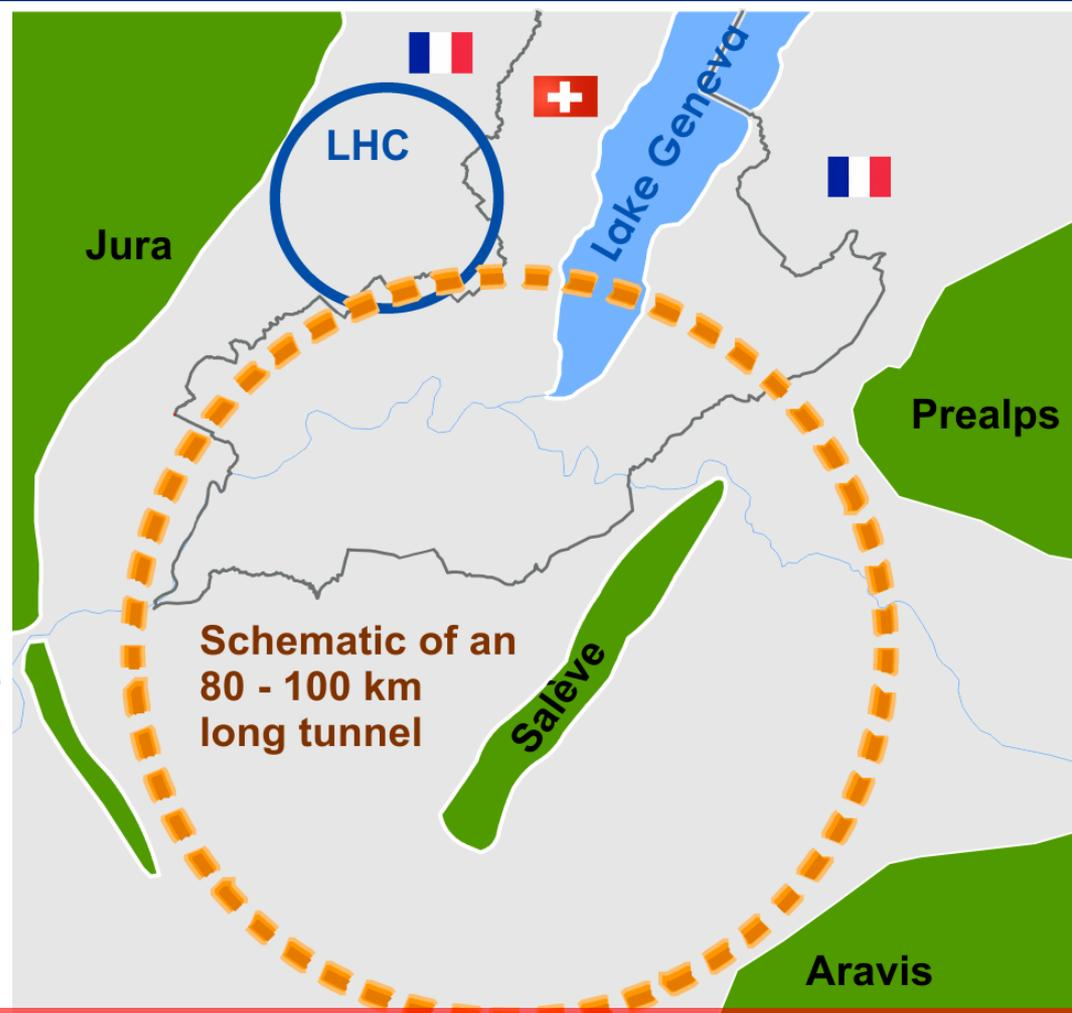 LHC
Lake Geneva
Jura
Prealps
Schematic of an
80 - 100 km
long tunnel
Salève
Aravis